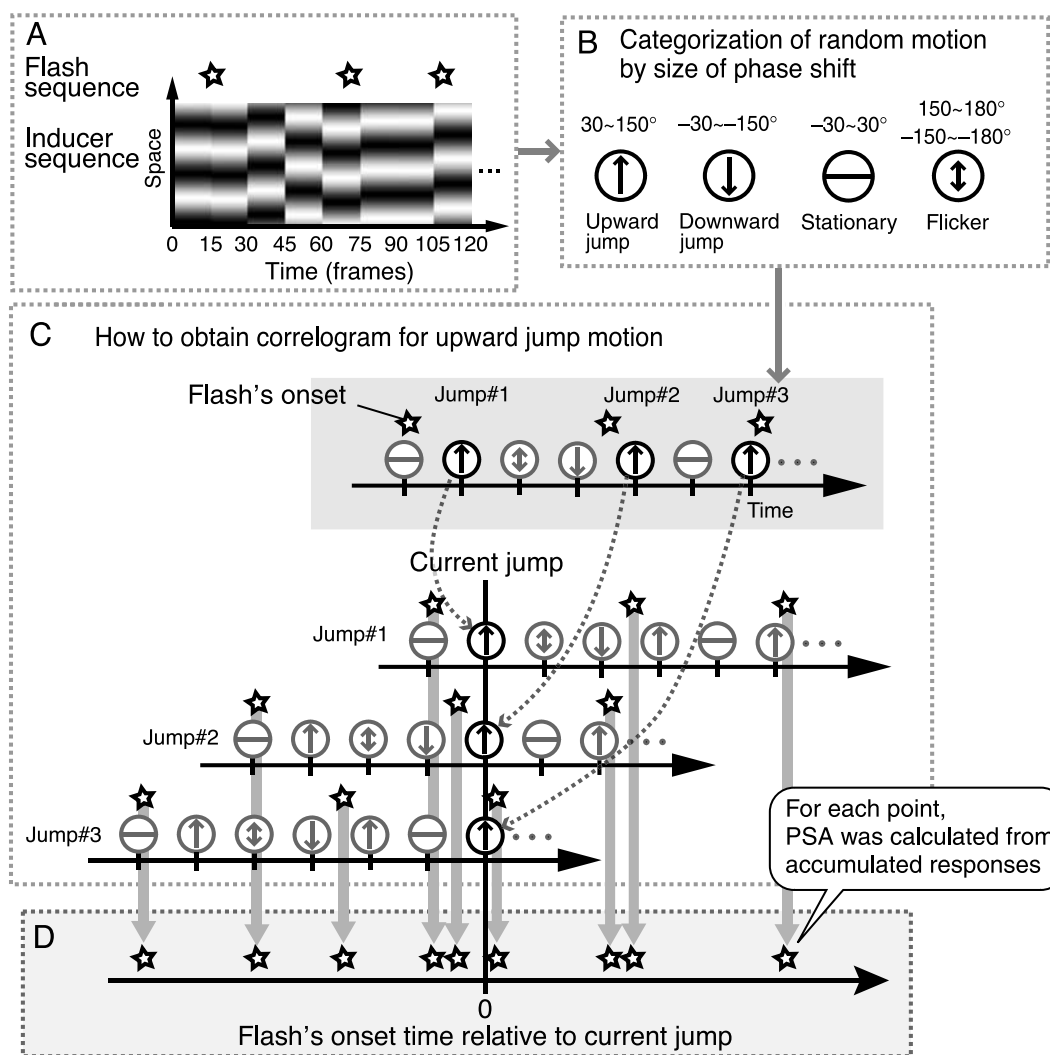 A
Flash
sequence
Inducer
sequence
Space
...
0 15 30 45 60 75 90 105 120
Time (frames)
B Categorization of random motion
by size of phase shift
30~150°
–30~–150°
–30~30°
150~180°
–150~–180°
Upward
jump
Downward
jump
Stationary
Flicker
C How to obtain correlogram for upward jump motion
Flash's onset
Jump#1 Jump#2 Jump#3
Time
Current jump
Jump#1
Jump#2
Jump#3
For each point,
PSA was calculated from
accumulated responses
D
0
Flash's onset time relative to current jump